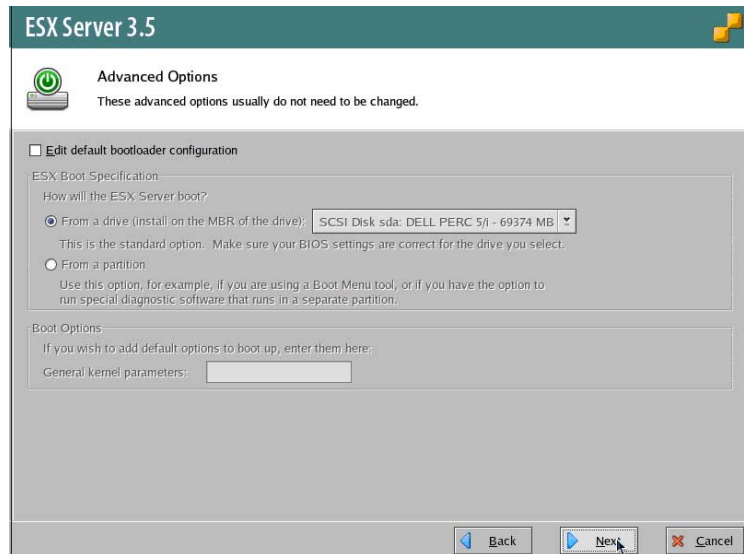 ESX Server 3.5
Advanced Options
These advanced options usually do not need to be changed.
Edit default bootloader configuration
ESX Boot Specification
How will the ESX Server boot?
From a drive (install on the MBR of the drive): SCSI Disk sda: DELL PERC 5/i - 69374 MB
This is the standard option. Make sure your BIOS settings are correct for the drive you select.
From a partition
Use this option, for example, if you are using a Boot Menu tool, or if you have the option to
run special diagnostic software that runs in a separate partition.
Boot Options
If you wish to add default options to boot up, enter them here:
General kernel parameters:
Back Next Cancel